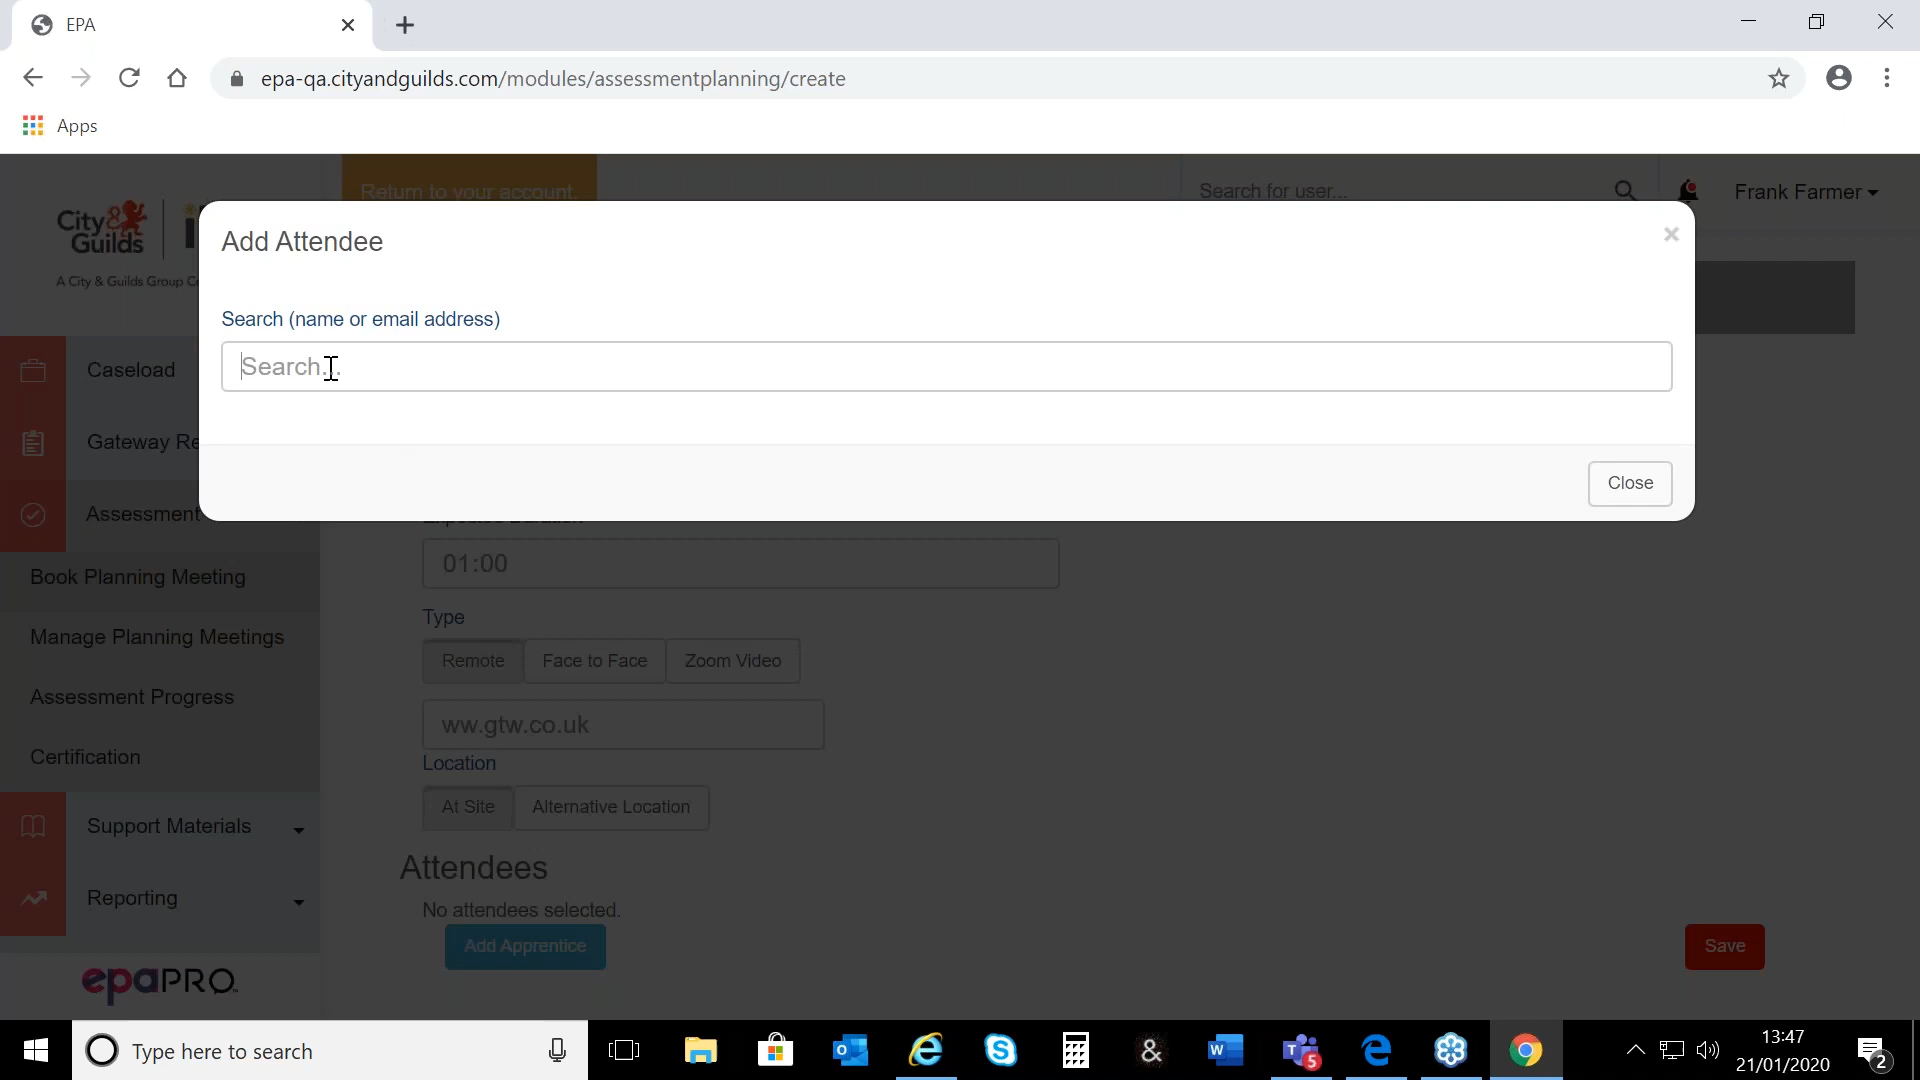 EPA
epa-qa.cityandguilds.com/modules/assessmentplanning/create
Apps
Return to your account.
Search for user...
Frank Farmer
City & Guilds
A City & Guilds Group
Add Attendee
Search (name or email address)
Search...
Close
Caseload
Gateway
Assessment
Book Planning Meeting
Manage Planning Meetings
Assessment Progress
Certification
Support Materials
Reporting
epaPRO
Expected Duration
01:00
Type
Remote Face to Face Zoom Video
ww.gtw.co.uk
Location
At Site Alternative Location
Attendees
No attendees selected.
Add Apprentice
Save
Type here to search
5
13:47
21/01/2020
2